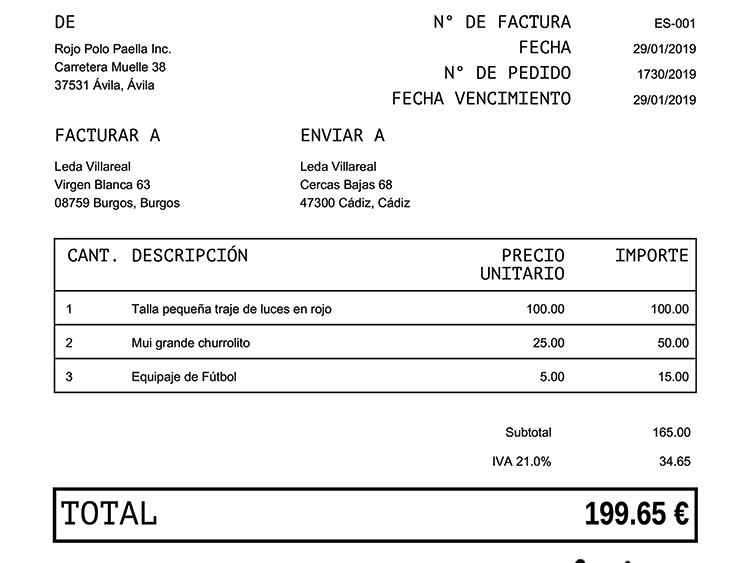 DE
Rojo Polo Paella Inc.
Carretera Muelle 38
37531 Ávila, Ávila
N° DE FACTURA ES-001
FECHA 29/01/2019
N° DE PEDIDO 1730/2019
FECHA VENCIMIENTO 29/01/2019
FACTURAR A
Leda Villareal
Virgen Blanca 63
08759 Burgos, Burgos
ENVIAR A
Leda Villareal
Cercas Bajas 68
47300 Cádiz, Cádiz
CANT. DESCRIPCIÓN PRECIO UNITARIO IMPORTE
1 Talla pequeña traje de luces en rojo 100.00 100.00
2 Mui grande churrolito 25.00 50.00
3 Equipaje de Fútbol 5.00 15.00
Subtotal 165.00
IVA 21.0% 34.65
TOTAL 199.65 €